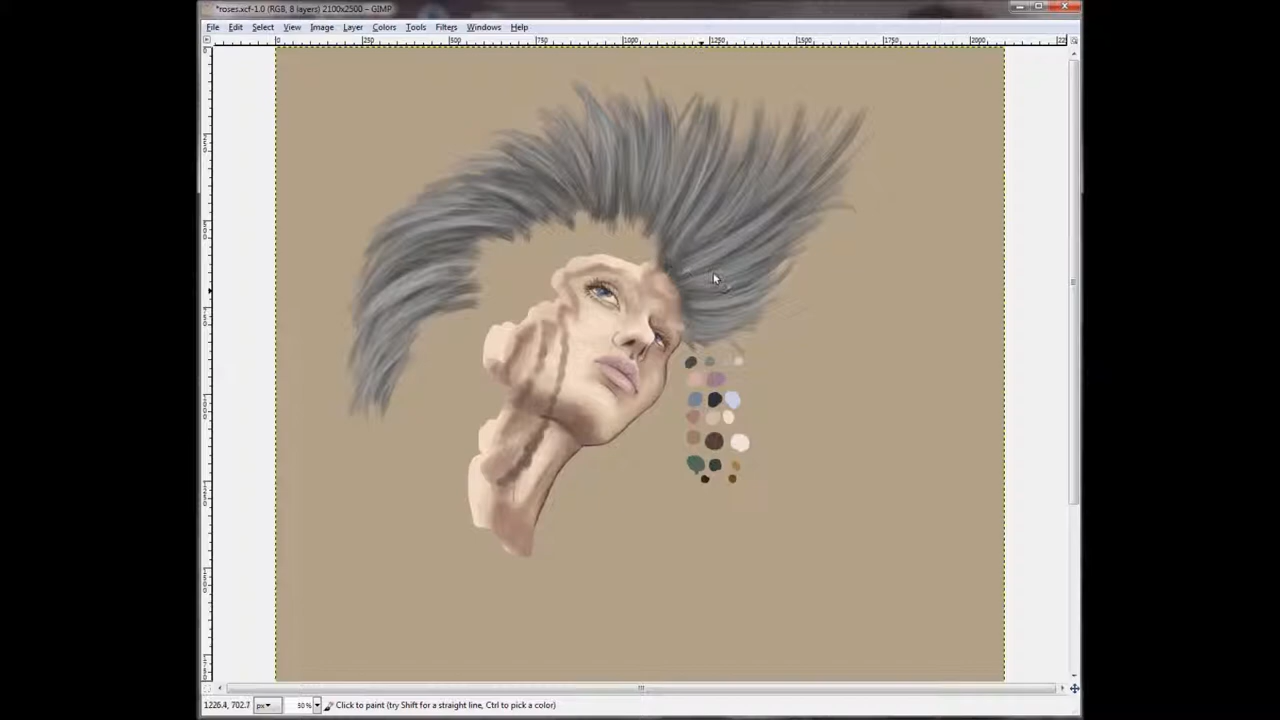 *roses.xcf-1.0 (RGB, 8 layers) 2100x2500 – GIMP
File Edit Select View Image Layer Colors Tools Filters Windows Help
0 250 500 750 1000 1250 1500 1750 2000
1226.4, 702.7 px 50 % Click to paint (try Shift for a straight line, Ctrl to pick a color)